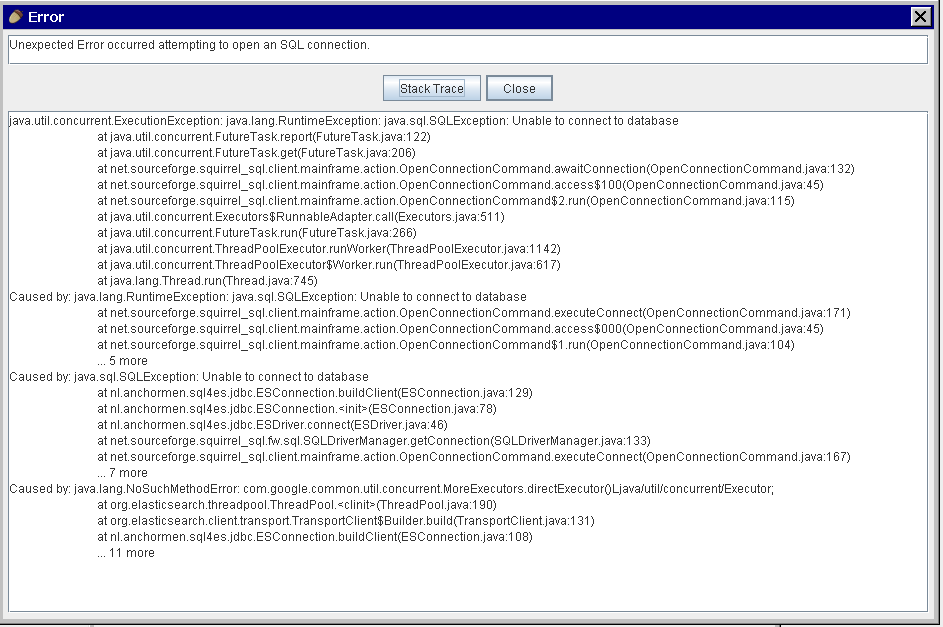 Error
Unexpected Error occurred attempting to open an SQL connection.
Stack Trace Close
java.util.concurrent.ExecutionException: java.lang.RuntimeException: java.sql.SQLException: Unable to connect to database
at java.util.concurrent.FutureTask.report(FutureTask.java:122)
at java.util.concurrent.FutureTask.get(FutureTask.java:206)
at net.sourceforge.squirrel_sql.client.mainframe.action.OpenConnectionCommand.awaitConnection(OpenConnectionCommand.java:132)
at net.sourceforge.squirrel_sql.client.mainframe.action.OpenConnectionCommand.access$100(OpenConnectionCommand.java:45)
at net.sourceforge.squirrel_sql.client.mainframe.action.OpenConnectionCommand$2.run(OpenConnectionCommand.java:115)
at java.util.concurrent.Executors$RunnableAdapter.call(Executors.java:511)
at java.util.concurrent.FutureTask.run(FutureTask.java:266)
at java.util.concurrent.ThreadPoolExecutor.runWorker(ThreadPoolExecutor.java:1142)
at java.util.concurrent.ThreadPoolExecutor$Worker.run(ThreadPoolExecutor.java:617)
at java.lang.Thread.run(Thread.java:745)
Caused by: java.lang.RuntimeException: java.sql.SQLException: Unable to connect to database
at net.sourceforge.squirrel_sql.client.mainframe.action.OpenConnectionCommand.executeConnect(OpenConnectionCommand.java:171)
at net.sourceforge.squirrel_sql.client.mainframe.action.OpenConnectionCommand.access$000(OpenConnectionCommand.java:45)
at net.sourceforge.squirrel_sql.client.mainframe.action.OpenConnectionCommand$1.run(OpenConnectionCommand.java:104)
... 5 more
Caused by: java.sql.SQLException: Unable to connect to database
at nl.anchormen.sql4es.jdbc.ESConnection.buildClient(ESConnection.java:129)
at nl.anchormen.sql4es.jdbc.ESConnection.<init>(ESConnection.java:78)
at nl.anchormen.sql4es.jdbc.ESDriver.connect(ESDriver.java:46)
at net.sourceforge.squirrel_sql.fw.sql.SQLDriverManager.getConnection(SQLDriverManager.java:133)
at net.sourceforge.squirrel_sql.client.mainframe.action.OpenConnectionCommand.executeConnect(OpenConnectionCommand.java:167)
... 7 more
Caused by: java.lang.NoSuchMethodError: com.google.common.util.concurrent.MoreExecutors.directExecutor()Ljava/util/concurrent/Executor;
at org.elasticsearch.threadpool.ThreadPool.<clinit>(ThreadPool.java:190)
at org.elasticsearch.client.transport.TransportClient$Builder.build(TransportClient.java:131)
at nl.anchormen.sql4es.jdbc.ESConnection.buildClient(ESConnection.java:108)
... 11 more